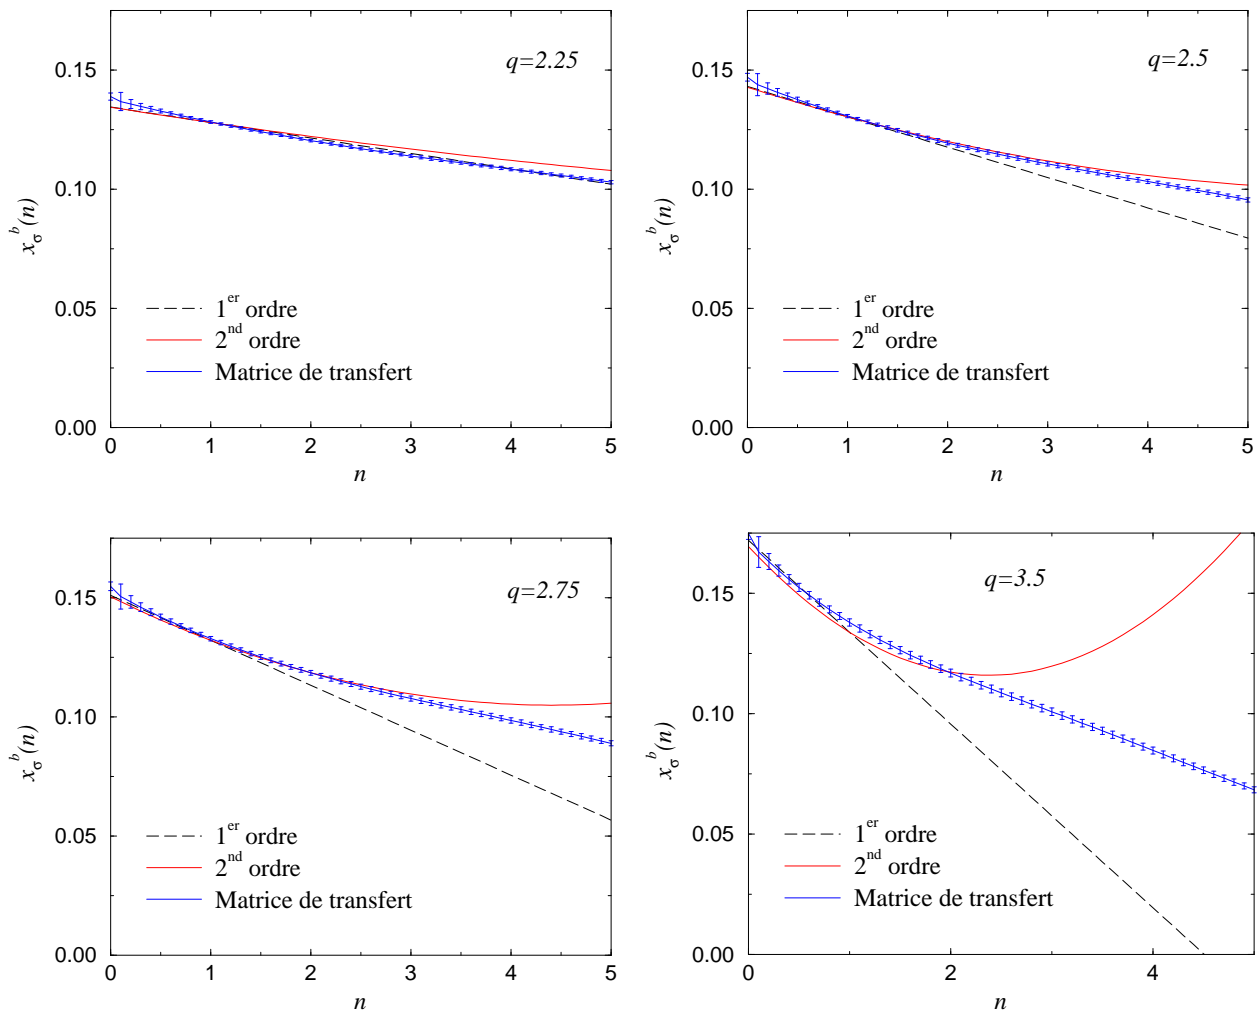 q=2.25
0.15
0.10
0.05
0.00
x_σ^b(n)
1^er ordre
2^nd ordre
Matrice de transfert
0 1 2 3 4 5
n
q=2.5
0.15
0.10
0.05
0.00
x_σ^b(n)
1^er ordre
2^nd ordre
Matrice de transfert
0 1 2 3 4 5
n
q=2.75
0.15
0.10
0.05
0.00
x_σ^b(n)
1^er ordre
2^nd ordre
Matrice de transfert
0 1 2 3 4 5
n
q=3.5
0.15
0.10
0.05
0.00
x_σ^b(n)
1^er ordre
2^nd ordre
Matrice de transfert
0 2 4
n